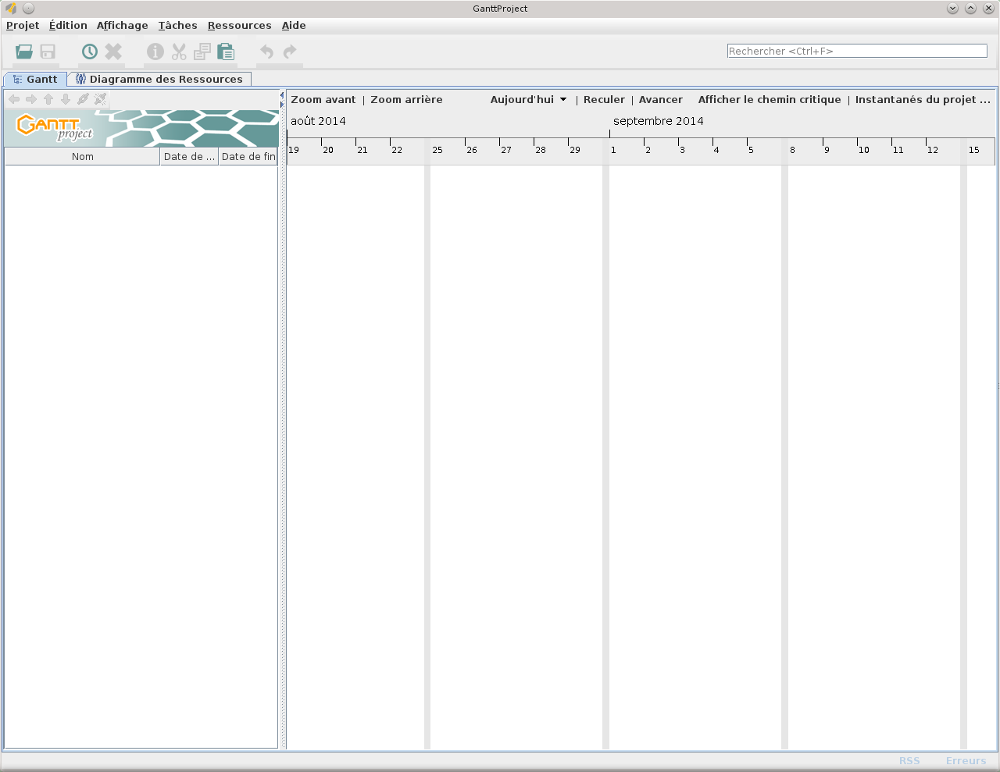 GanttProject
Projet Édition Affichage Tâches Ressources Aide
Rechercher <Ctrl+F>
Gantt Diagramme des Ressources
Zoom avant | Zoom arrière Aujourd'hui | Reculer | Avancer Afficher le chemin critique | Instantanés du projet ...
GANTT
project
août 2014 septembre 2014
19 20 21 22 25 26 27 28 29 1 2 3 4 5 8 9 10 11 12 15
Nom Date de ... Date de fin
RSS Erreurs